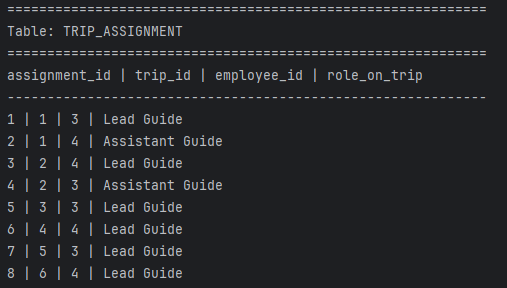 ============================================================
Table: TRIP_ASSIGNMENT
============================================================
assignment_id | trip_id | employee_id | role_on_trip
------------------------------------------------------------
1 | 1 | 3 | Lead Guide
2 | 1 | 4 | Assistant Guide
3 | 2 | 4 | Lead Guide
4 | 2 | 3 | Assistant Guide
5 | 3 | 3 | Lead Guide
6 | 4 | 4 | Lead Guide
7 | 5 | 3 | Lead Guide
8 | 6 | 4 | Lead Guide